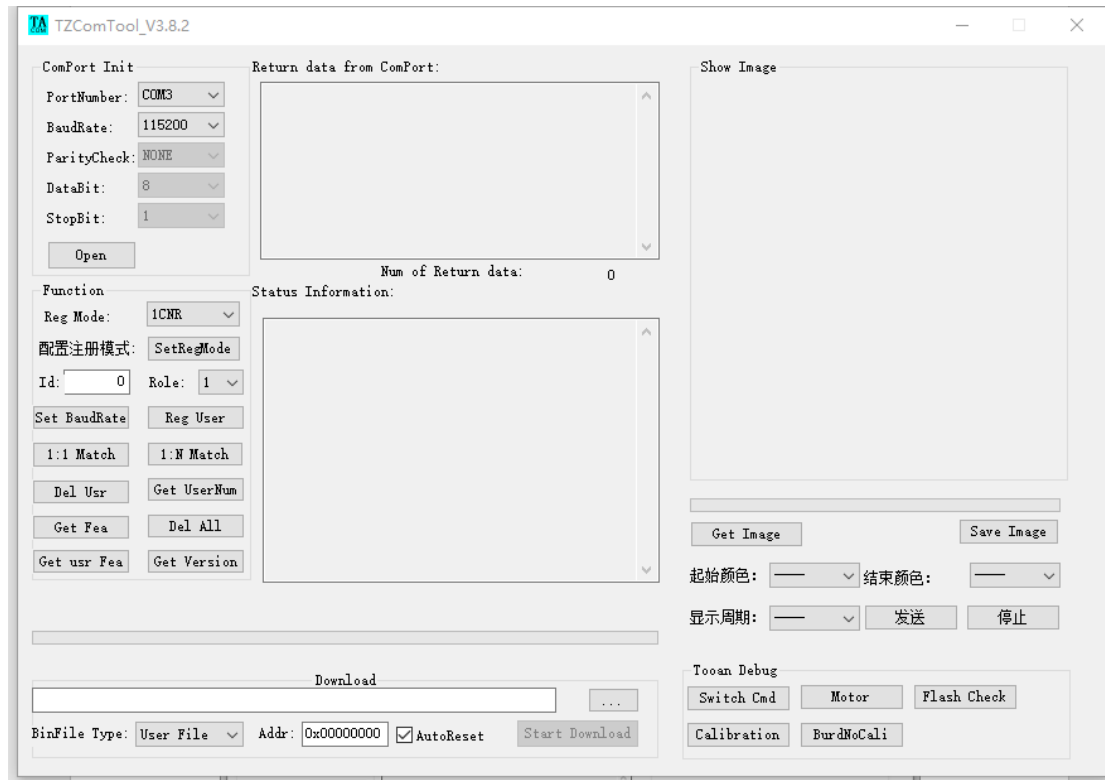 TA
COM
TZComTool_V3.8.2
ComPort Init
PortNumber: COM3
BaudRate: 115200
ParityCheck: NONE
DataBit: 8
StopBit: 1
Open
Return data from ComPort:
Num of Return data: 0
Function
Reg Mode: 1CNR
配置注册模式: SetRegMode
Id: 0 Role: 1
Set BaudRate Reg User
1:1 Match 1:N Match
Del Usr Get UserNum
Get Fea Del All
Get usr Fea Get Version
Status Information:
Show Image
Get Image Save Image
起始颜色: —— 结束颜色: ——
显示周期: —— 发送 停止
Download
...
BinFile Type: User File Addr: 0x00000000 AutoReset Start Download
Tooan Debug
Switch Cmd Motor Flash Check
Calibration BurdNoCali